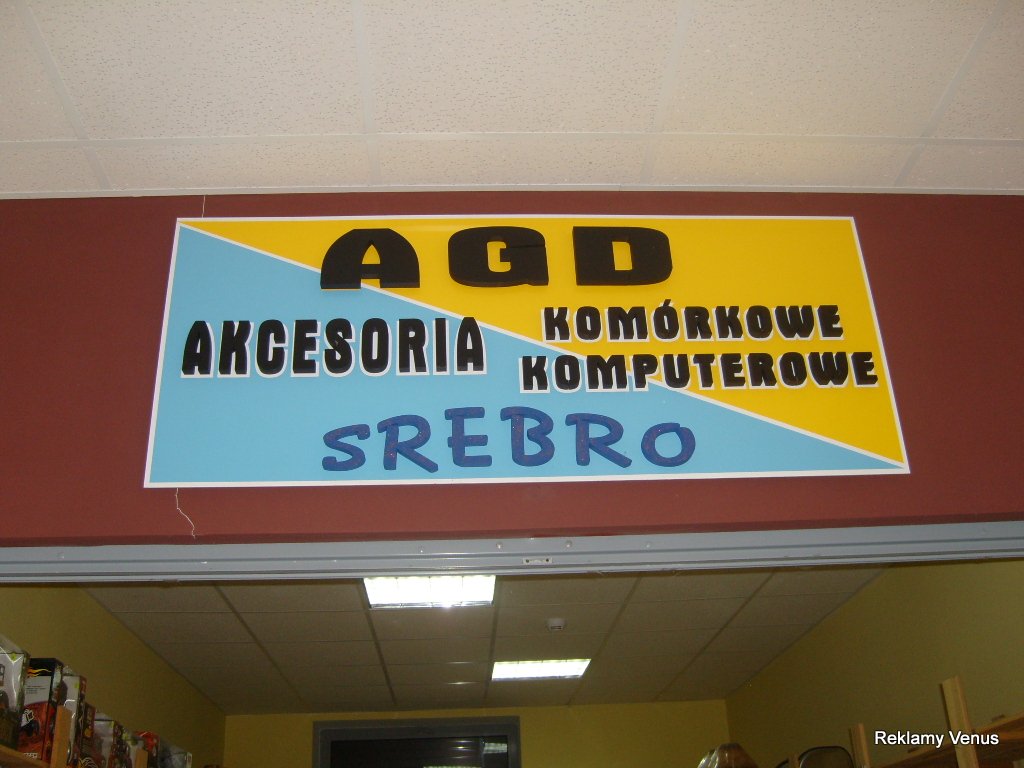 AGD
AKCESORIA
KOMÓRKOWE
KOMPUTEROWE
SREBRO
Reklamy Venus